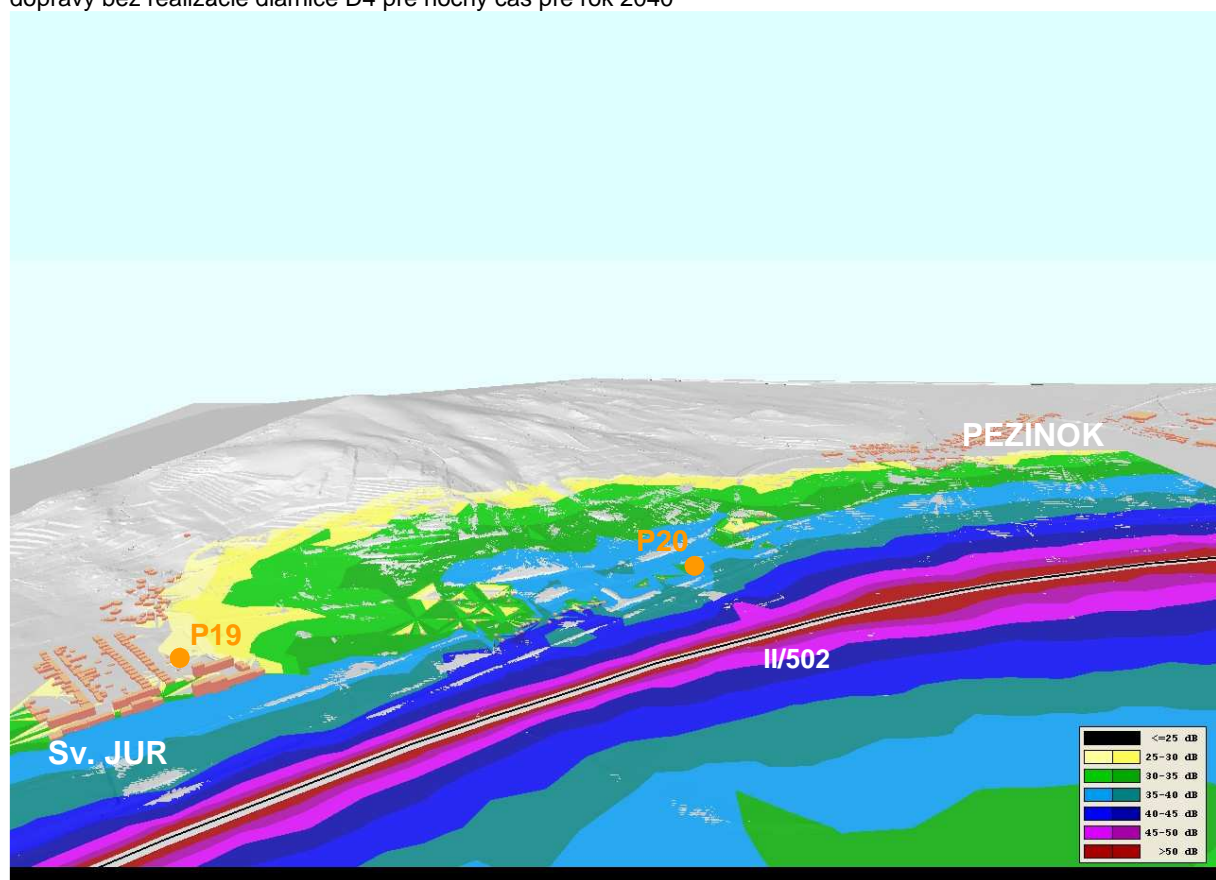 dopravy bez realizácie diaľnice D4 pre nočný čas pre rok 2040
PEZINOK
P20
P19
II/502
Sv. JUR
<=25 dB
25-30 dB
30-35 dB
35-40 dB
40-45 dB
45-50 dB
>50 dB